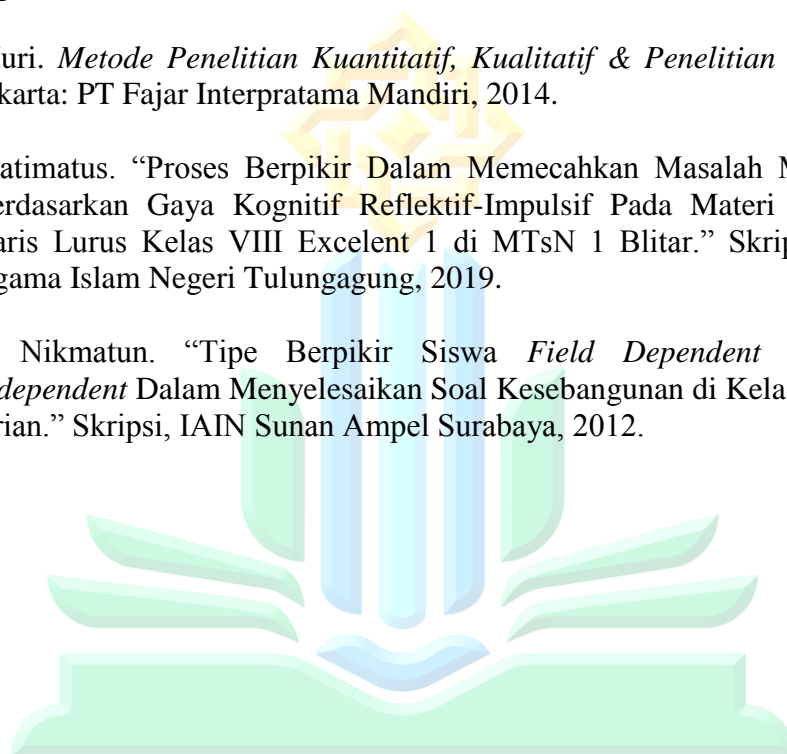 uri. Metode Penelitian Kuantitatif, Kualitatif & Penelitian
karta: PT Fajar Interpratama Mandiri, 2014.
atimatus. “Proses Berpikir Dalam Memecahkan Masalah M
erdasarkan Gaya Kognitif Reflektif-Impulsif Pada Materi
aris Lurus Kelas VIII Excelent 1 di MTsN 1 Blitar.” Skrip
gama Islam Negeri Tulungagung, 2019.
Nikmatun. “Tipe Berpikir Siswa Field Dependent
dependent Dalam Menyelesaikan Soal Kesebangunan di Kela
rian.” Skripsi, IAIN Sunan Ampel Surabaya, 2012.